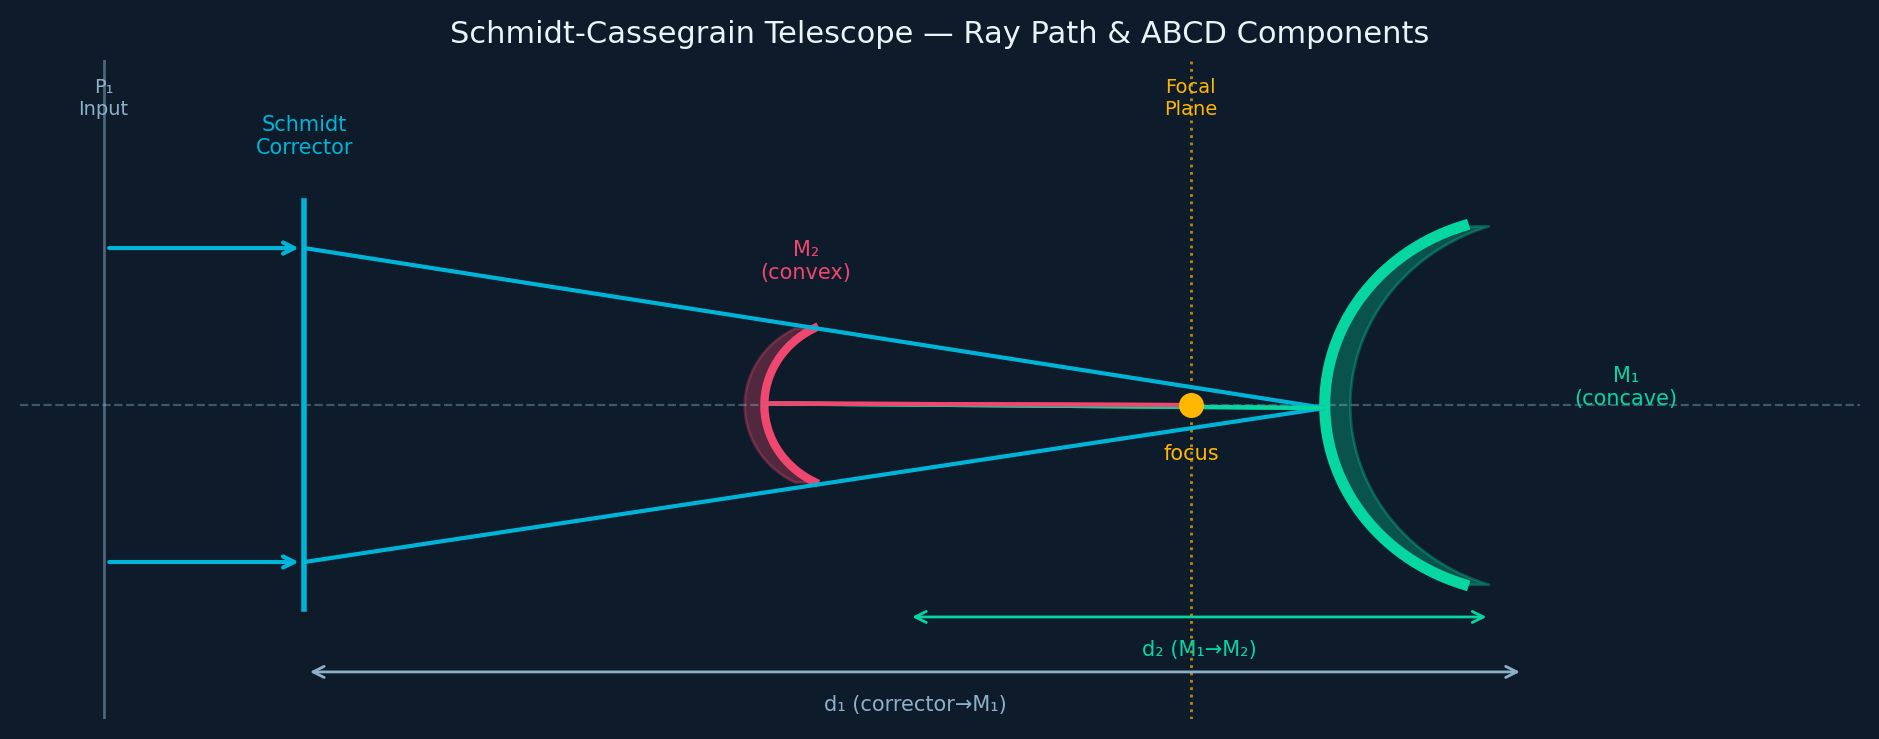 Schmidt-Cassegrain Telescope — Ray Path & ABCD Components
P₁
Input
Focal
Plane
Schmidt
Corrector
M₂
(convex)
M₁
(concave)
focus
d₂ (M₁→M₂)
d₁ (corrector→M₁)